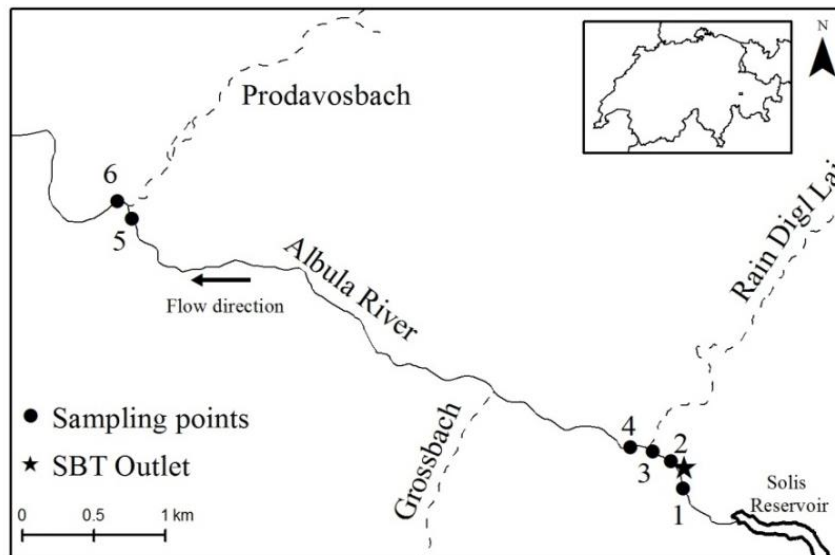 N
Prodavosbach
6
5
Albula River
Flow direction
Rain Digl Lai
Grossbach
4
3
2
1
Sampling points
SBT Outlet
Solis
Reservoir
0 0.5 1 km